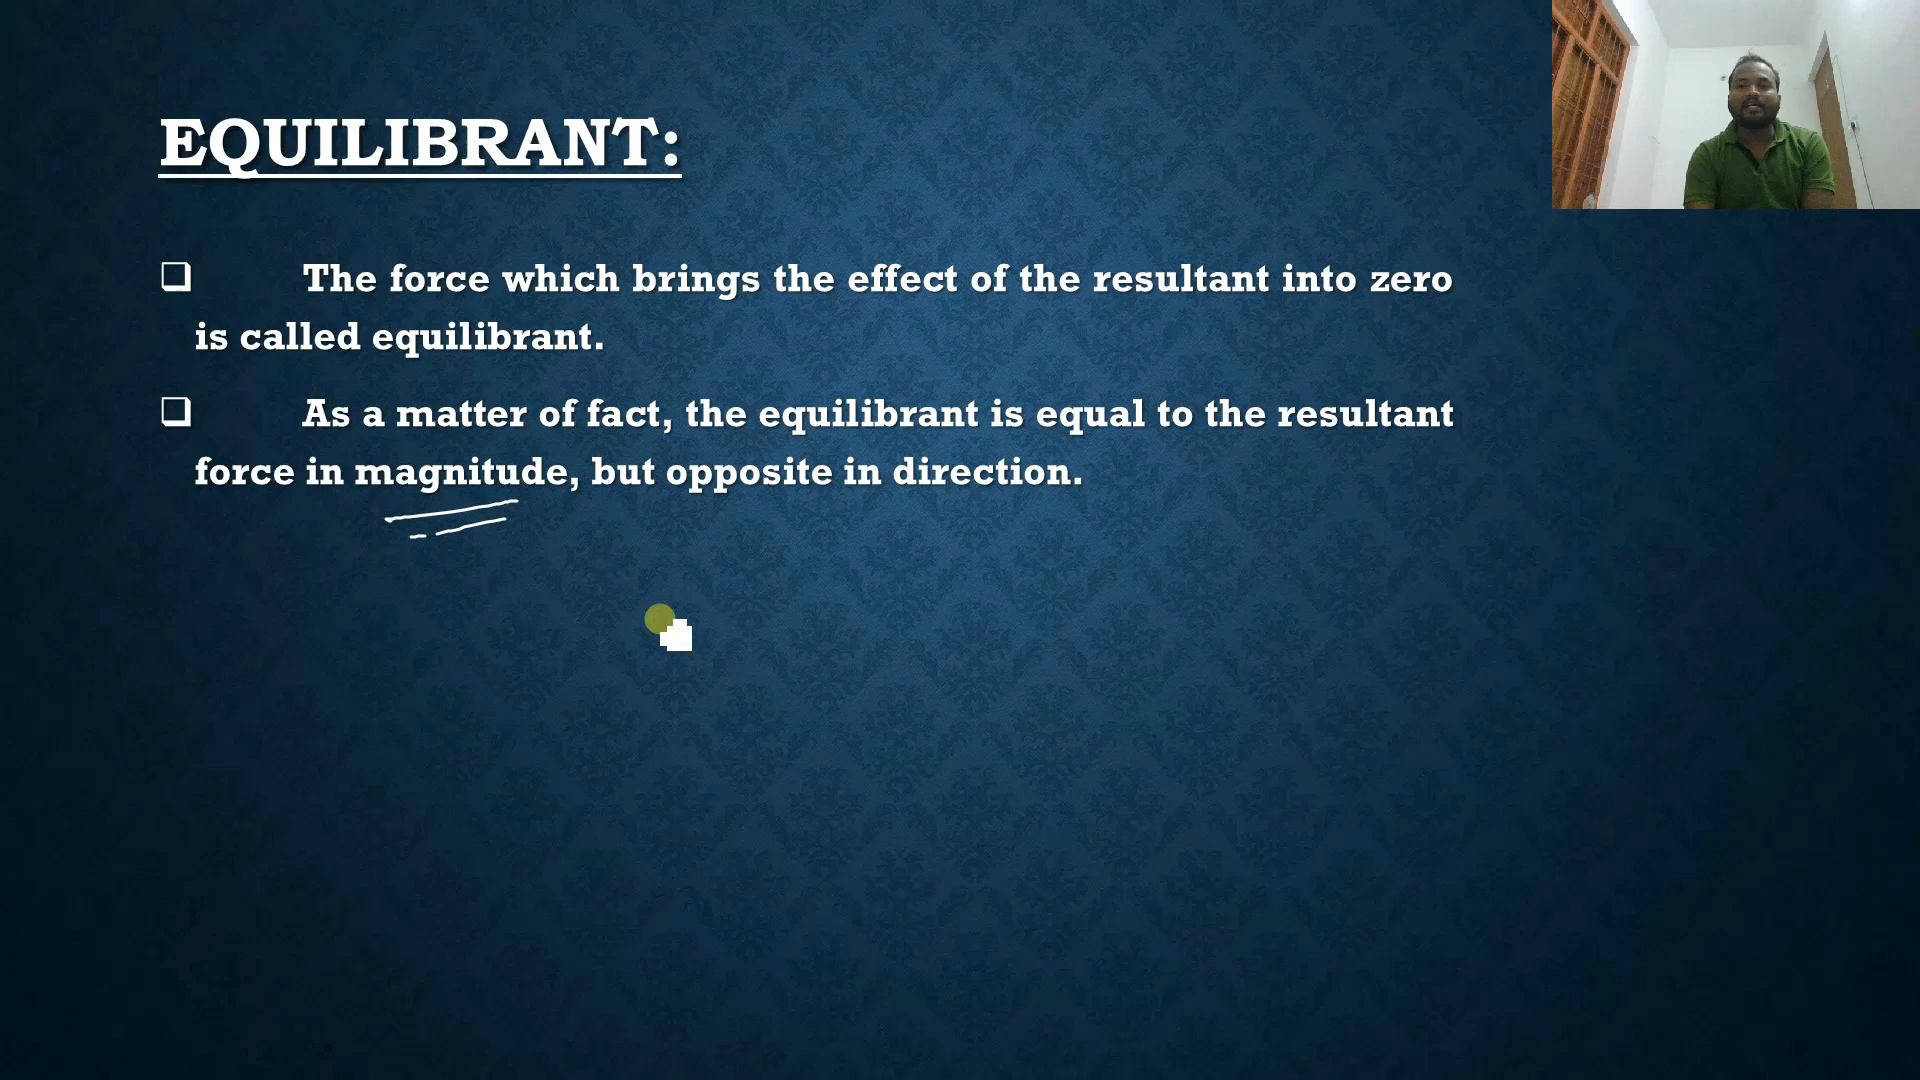 EQUILIBRANT:
❑ The force which brings the effect of the resultant into zero
is called equilibrant.
❑ As a matter of fact, the equilibrant is equal to the resultant
force in magnitude, but opposite in direction.